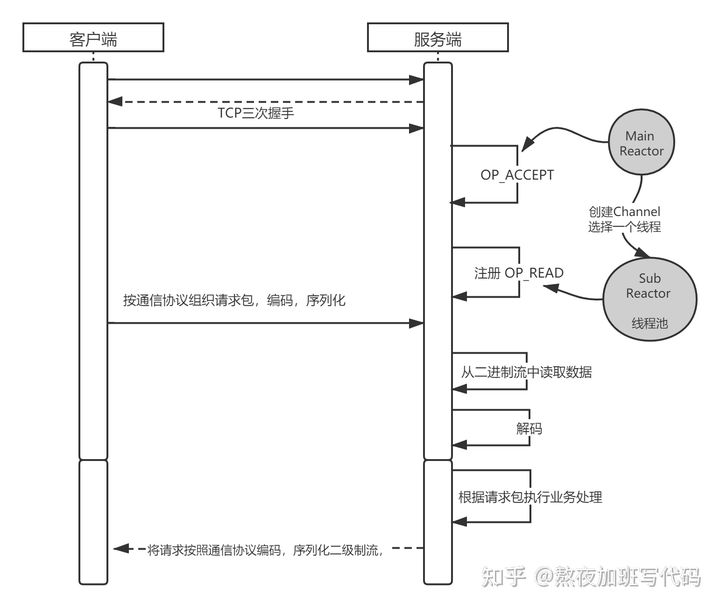 客户端
服务端
TCP三次握手
Main
Reactor
OP_ACCEPT
创建Channel
选择一个线程
注册 OP_READ
Sub
Reactor
线程池
按通信协议组织请求包，编码，序列化
从二进制流中读取数据
解码
根据请求包执行业务处理
将请求按照通信协议编码，序列化二级制流，
知乎 @熬夜加班写代码